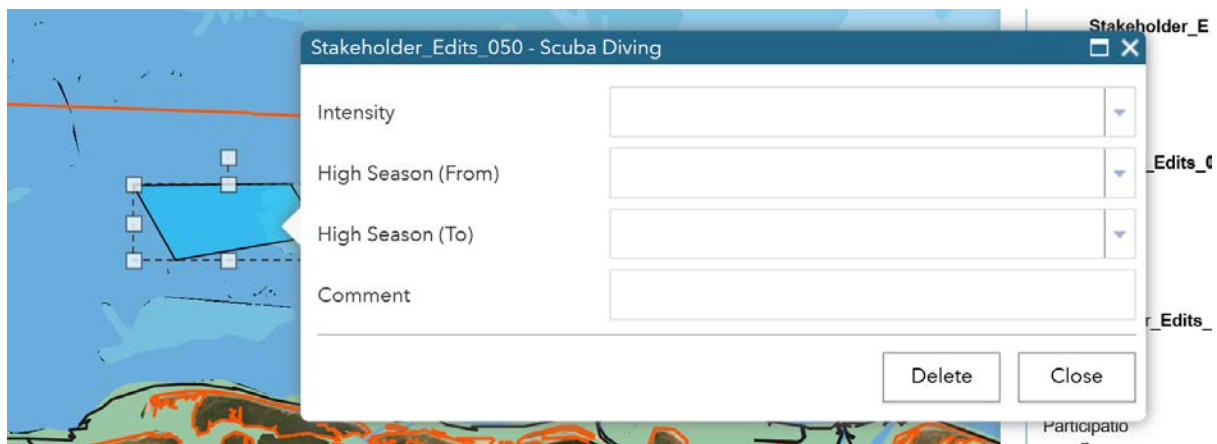 Stakeholder_E
Stakeholder_Edits_050 - Scuba Diving
Intensity
High Season (From)
_Edits_0
High Season (To)
Comment
r_Edits_
Delete
Close
Participatio